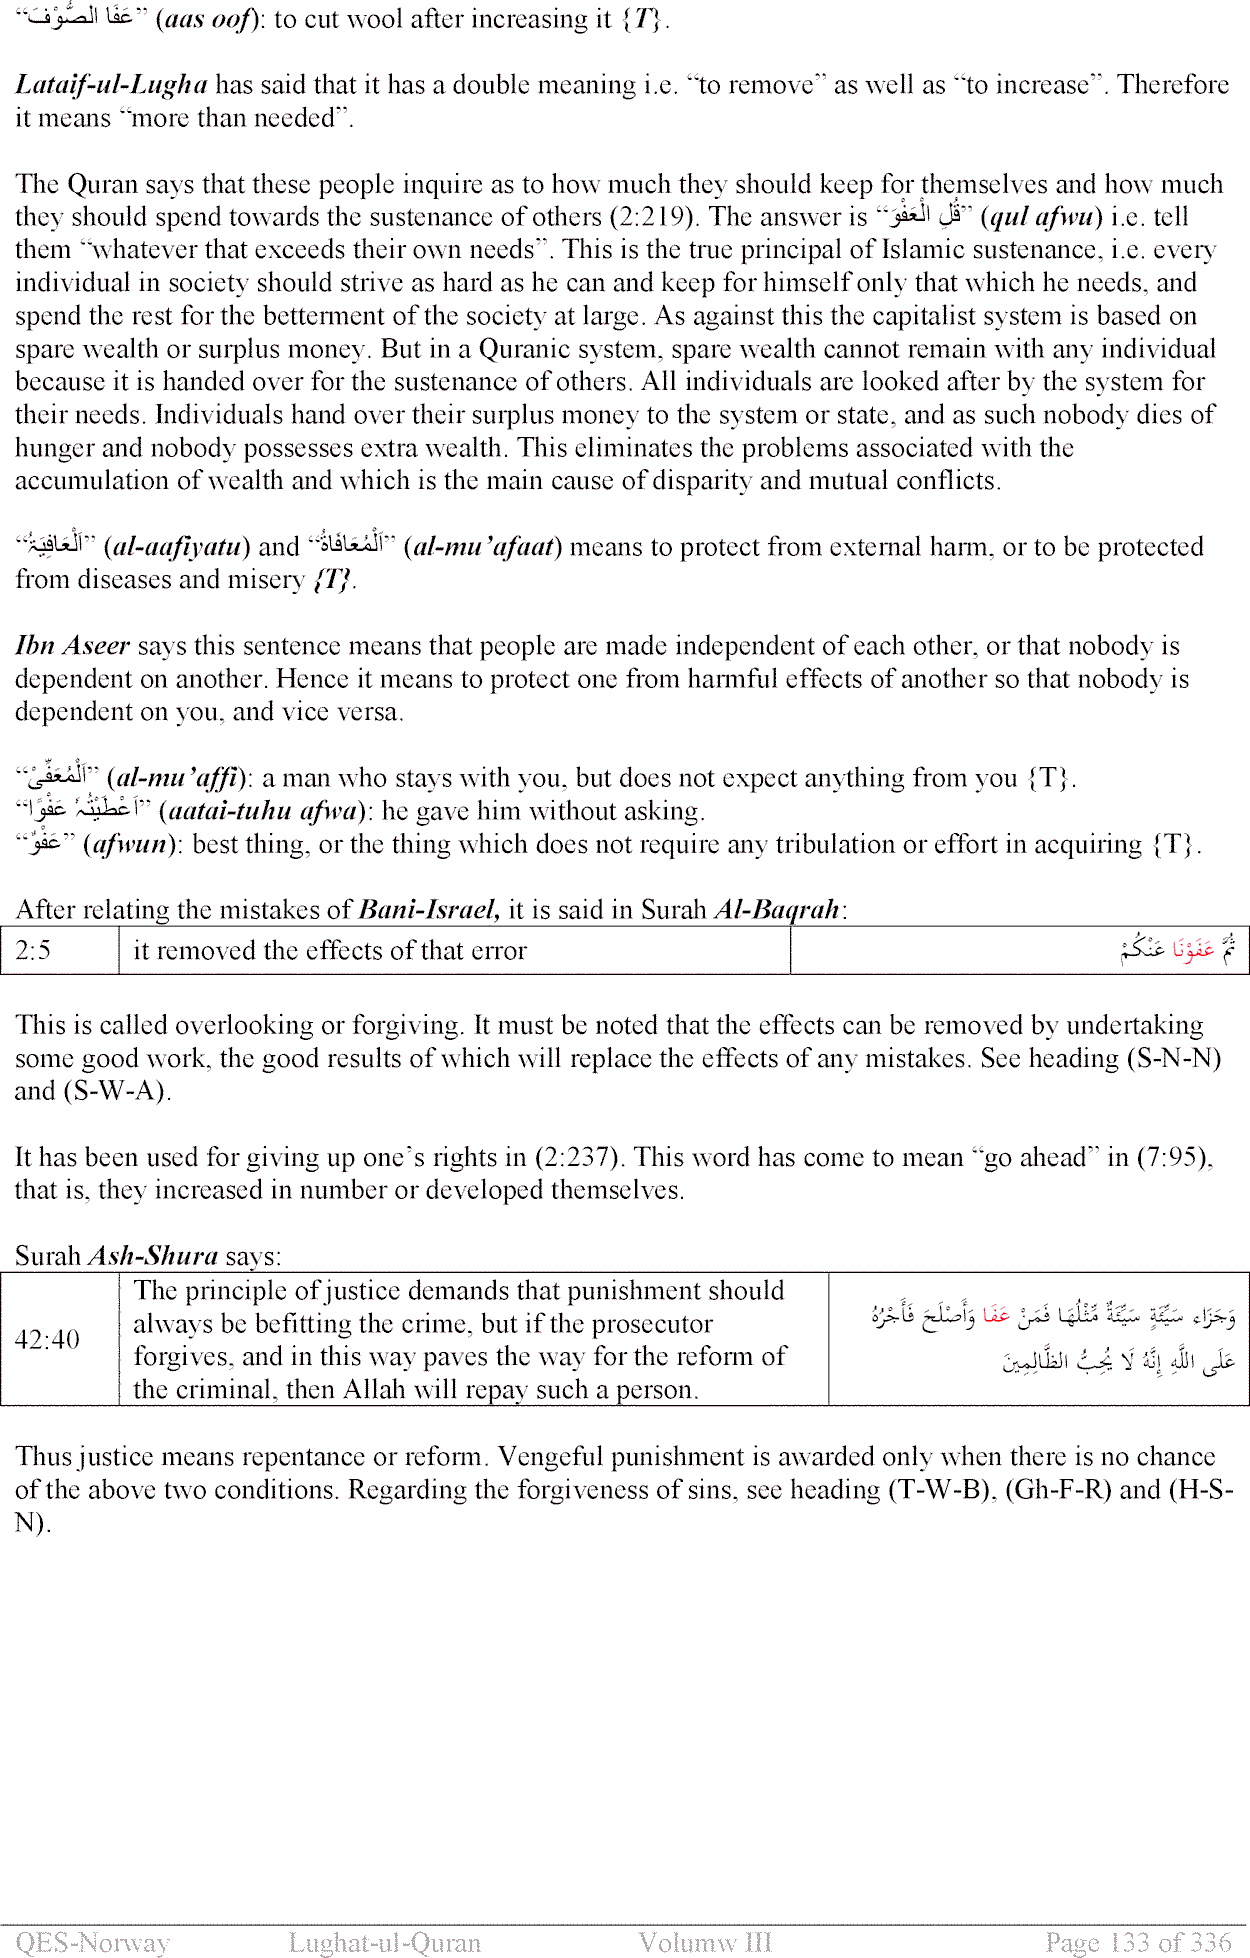 “عَفَا الصُّوْفَ” (aas oof): to cut wool after increasing it {T}.
Lataif-ul-Lugha has said that it has a double meaning i.e. “to remove” as well as “to increase”. Therefore
it means “more than needed”.
The Quran says that these people inquire as to how much they should keep for themselves and how much
they should spend towards the sustenance of others (2:219). The answer is “قُلِ الْعَفْوَ” (qul afwu) i.e. tell
them “whatever that exceeds their own needs”. This is the true principal of Islamic sustenance, i.e. every
individual in society should strive as hard as he can and keep for himself only that which he needs, and
spend the rest for the betterment of the society at large. As against this the capitalist system is based on
spare wealth or surplus money. But in a Quranic system, spare wealth cannot remain with any individual
because it is handed over for the sustenance of others. All individuals are looked after by the system for
their needs. Individuals hand over their surplus money to the system or state, and as such nobody dies of
hunger and nobody possesses extra wealth. This eliminates the problems associated with the
accumulation of wealth and which is the main cause of disparity and mutual conflicts.
“اَلْعَافِيَۃُ” (al-aafiyatu) and “اَلْمُعَافَاۃُ” (al-mu’afaat) means to protect from external harm, or to be protected
from diseases and misery {T}.
Ibn Aseer says this sentence means that people are made independent of each other, or that nobody is
dependent on another. Hence it means to protect one from harmful effects of another so that nobody is
dependent on you, and vice versa.
“اَلْمُعَفِّیْ” (al-mu’affi): a man who stays with you, but does not expect anything from you {T}.
“اَعْطَيْتُہٗ عَفْوًا” (aatai-tuhu afwa): he gave him without asking.
“عَفْوٌ” (afwun): best thing, or the thing which does not require any tribulation or effort in acquiring {T}.
After relating the mistakes of Bani-Israel, it is said in Surah Al-Baqrah:
2:5 it removed the effects of that error ثُمَّ عَفَوْنَا عَنْكُمْ
This is called overlooking or forgiving. It must be noted that the effects can be removed by undertaking
some good work, the good results of which will replace the effects of any mistakes. See heading (S-N-N)
and (S-W-A).
It has been used for giving up one’s rights in (2:237). This word has come to mean “go ahead” in (7:95),
that is, they increased in number or developed themselves.
Surah Ash-Shura says:
42:40
The principle of justice demands that punishment should
always be befitting the crime, but if the prosecutor
forgives, and in this way paves the way for the reform of
the criminal, then Allah will repay such a person.
وَجَزَاء سَيِّئَةٍ سَيِّئَةٌ مِّثْلُهَا فَمَنْ عَفَا وَأَصْلَحَ فَأَجْرُهُ
عَلَى اللَّهِ إِنَّهُ لَا يُحِبُّ الظَّالِمِينَ
Thus justice means repentance or reform. Vengeful punishment is awarded only when there is no chance
of the above two conditions. Regarding the forgiveness of sins, see heading (T-W-B), (Gh-F-R) and (H-S-
N).
QES-Norway Lughat-ul-Quran Volumw III Page 133 of 336